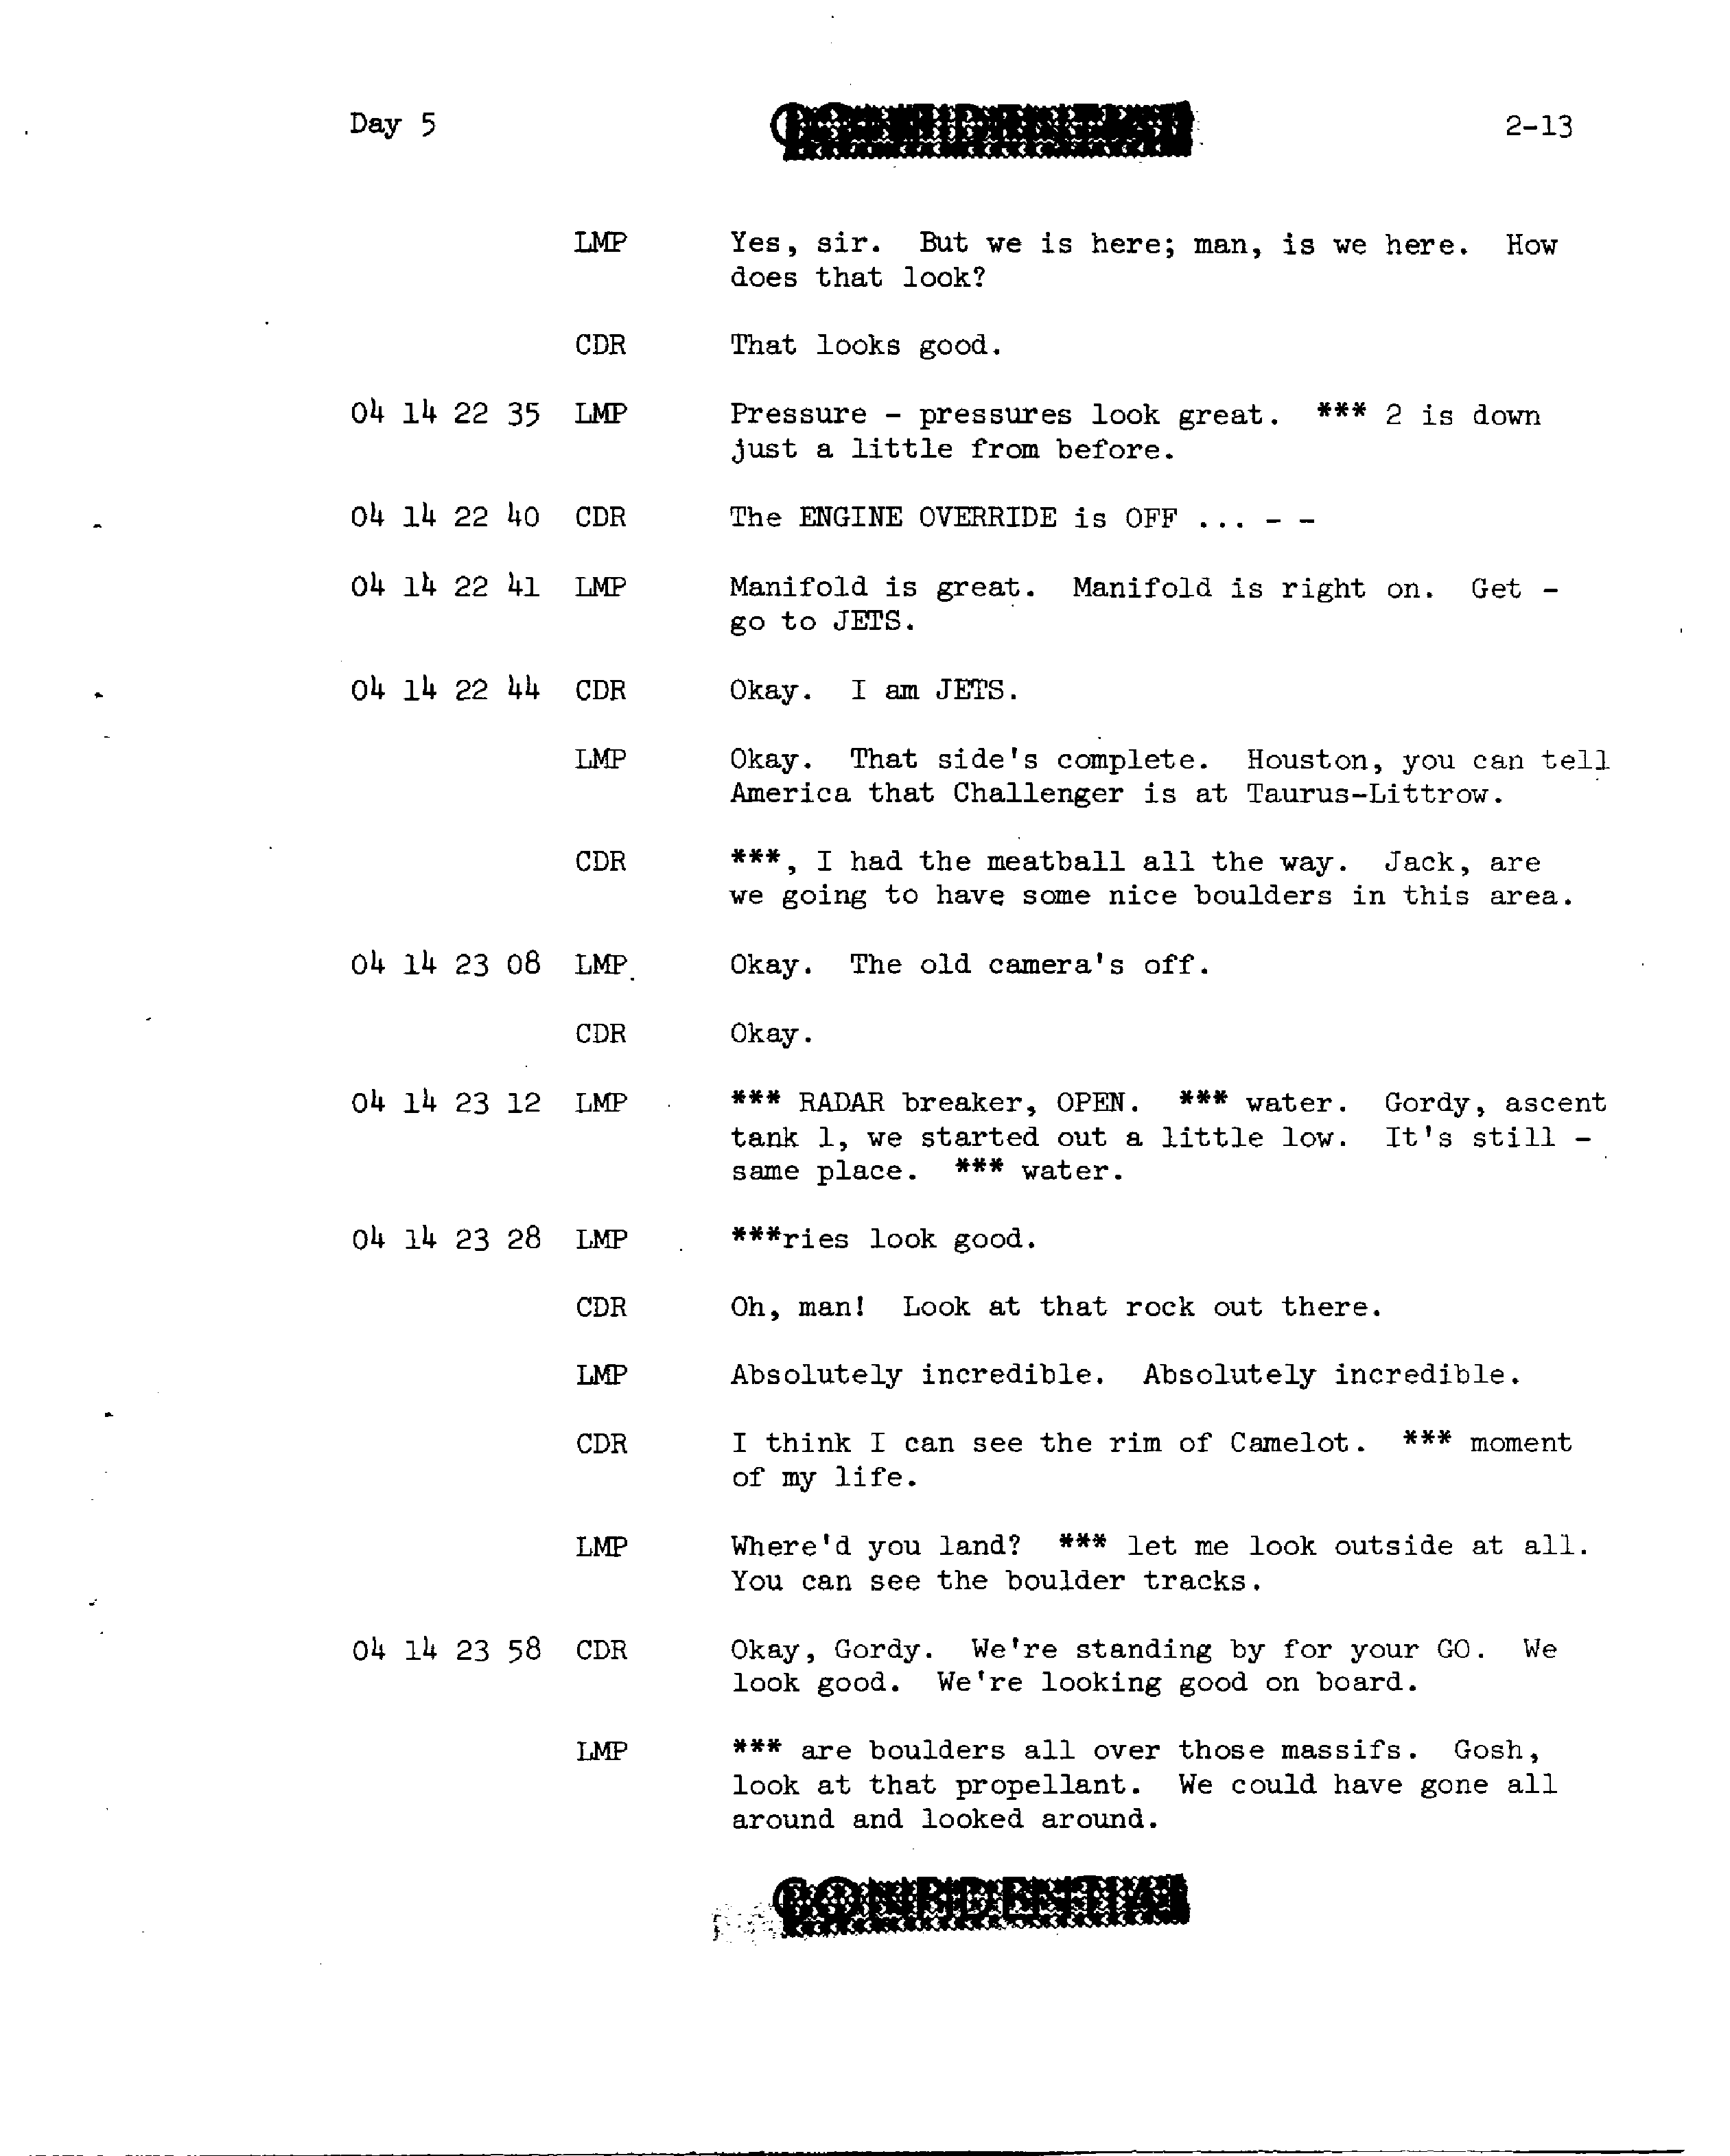 Day 5
CONFIDENTIAL
2-13
LMP Yes, sir. But we is here; man, is we here. How
does that look?
CDR That looks good.
04 14 22 35 LMP Pressure - pressures look great. *** 2 is down
just a little from before.
04 14 22 40 CDR The ENGINE OVERRIDE is OFF ... - -
04 14 22 41 LMP Manifold is great. Manifold is right on. Get -
go to JETS.
04 14 22 44 CDR Okay. I am JETS.
LMP Okay. That side's complete. Houston, you can tell
America that Challenger is at Taurus-Littrow.
CDR ***, I had the meatball all the way. Jack, are
we going to have some nice boulders in this area.
04 14 23 08 LMP Okay. The old camera's off.
CDR Okay.
04 14 23 12 LMP *** RADAR breaker, OPEN. *** water. Gordy, ascent
tank 1, we started out a little low. It's still -
same place. *** water.
04 14 23 28 LMP ***ries look good.
CDR Oh, man! Look at that rock out there.
LMP Absolutely incredible. Absolutely incredible.
CDR I think I can see the rim of Camelot. *** moment
of my life.
LMP Where'd you land? *** let me look outside at all.
You can see the boulder tracks.
04 14 23 58 CDR Okay, Gordy. We're standing by for your GO. We
look good. We're looking good on board.
LMP *** are boulders all over those massifs. Gosh,
look at that propellant. We could have gone all
around and looked around.
CONFIDENTIAL